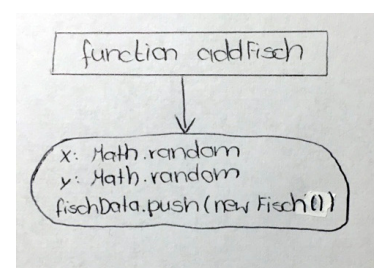 function addFisch
x: Math.random
y: Math.random
fischData.push(new Fisch())